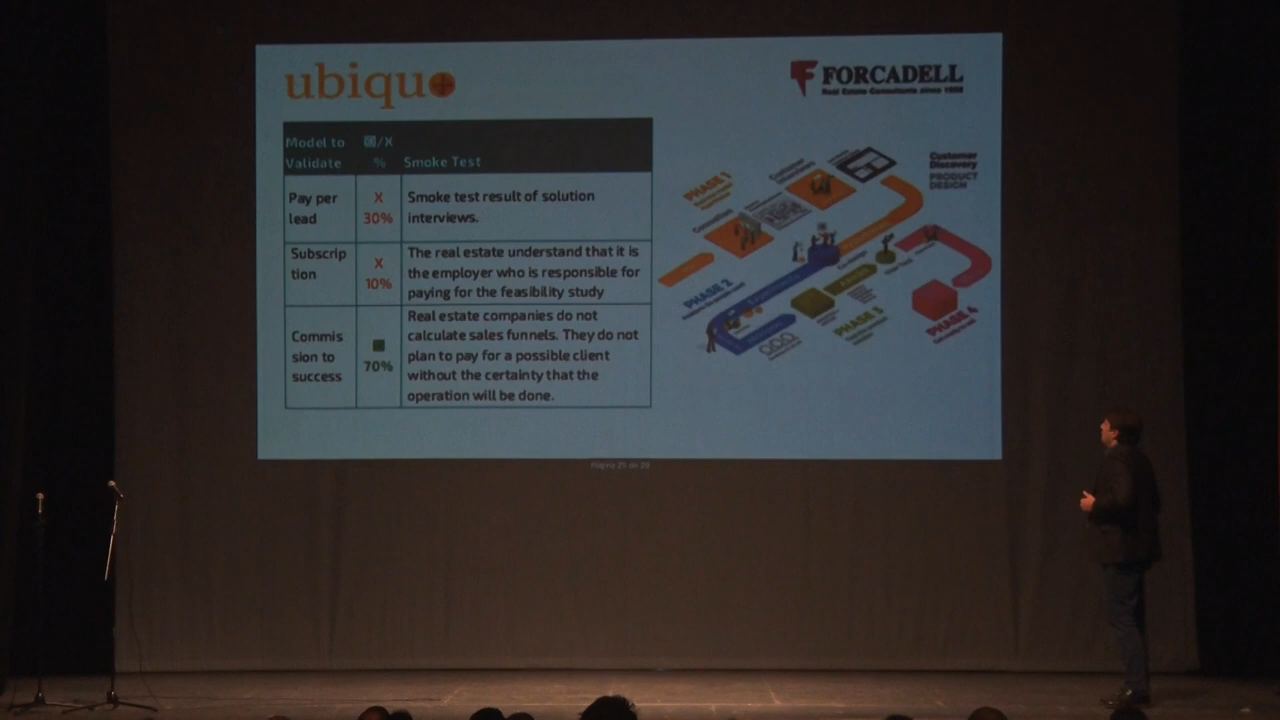 ubiquo
FORCADELL
Real Estate Consultants since 1958
Model to
Validate
/X
%
Smoke Test
Pay per
lead
X
30%
Smoke test result of solution
interviews.
Subscrip
tion
X
10%
The real estate understand that it is
the employer who is responsible for
paying for the feasibility study
Commis
sion to
success
70%
Real estate companies do not
calculate sales funnels. They do not
plan to pay for a possible client
without the certainty that the
operation will be done.
Customer
Discovery
PRODUCT
DESIGN
PHASE 1
PHASE 2
PHASE 3
PHASE 4